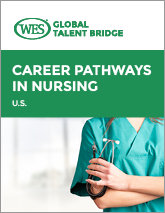 WES
GLOBAL
TALENT BRIDGE
CAREER PATHWAYS
IN NURSING
U.S.